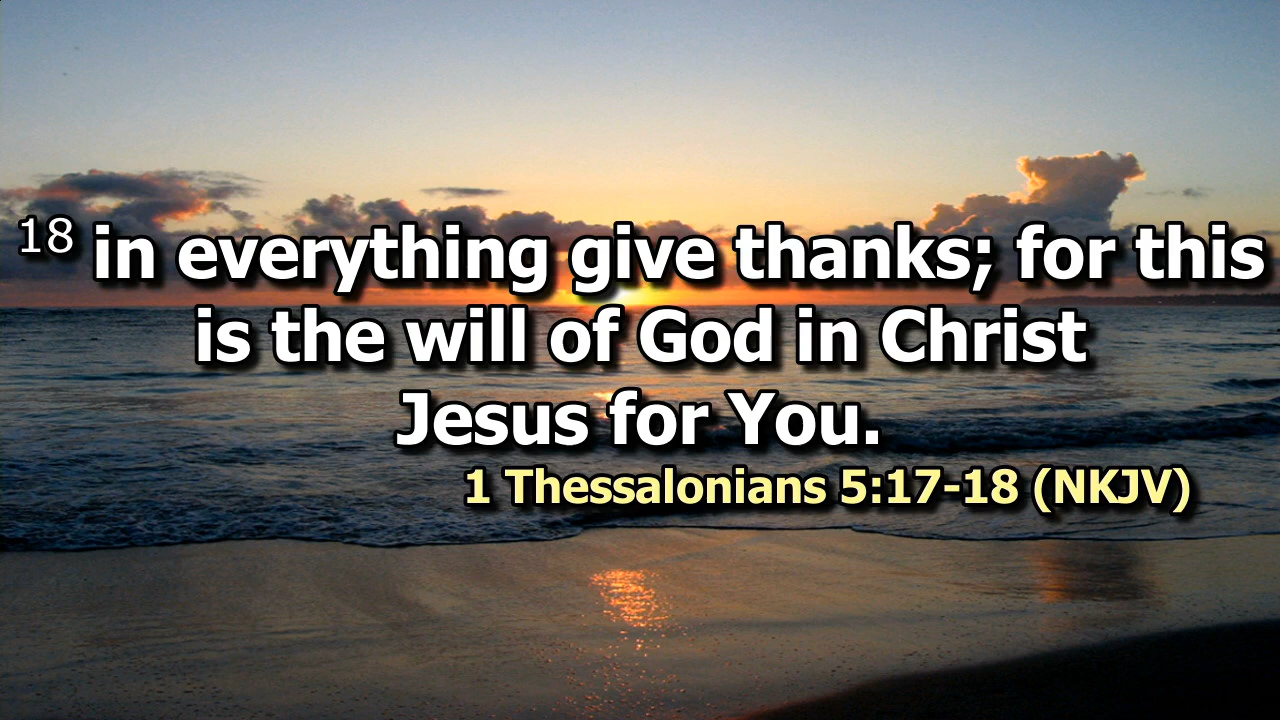 18 in everything give thanks; for this
is the will of God in Christ
Jesus for You.
1 Thessalonians 5:17-18 (NKJV)